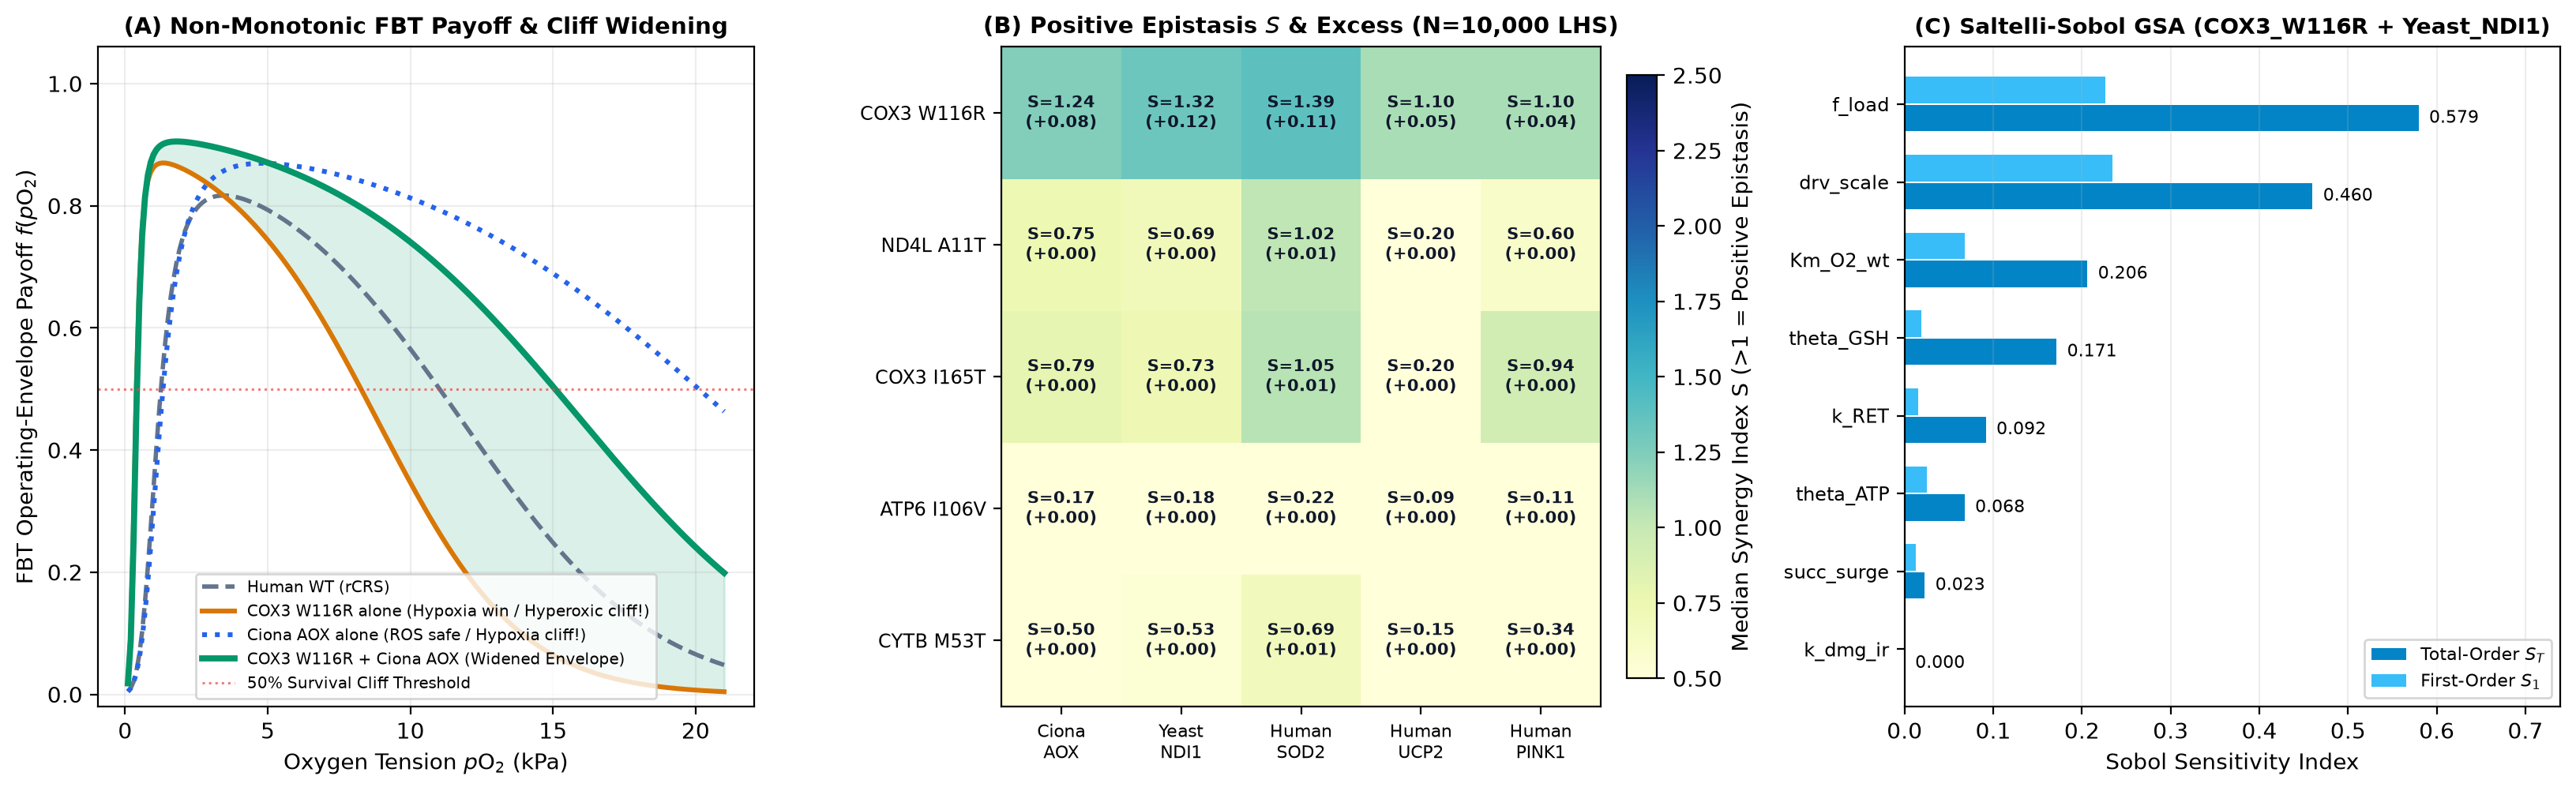 (A) Non-Monotonic FBT Payoff & Cliff Widening
FBT Operating-Envelope Payoff f(pO₂)
1.0
0.8
0.6
0.4
0.2
0.0
Human WT (rCRS)
COX3 W116R alone (Hypoxia win / Hyperoxic cliff!)
Ciona AOX alone (ROS safe / Hypoxia cliff!)
COX3 W116R + Ciona AOX (Widened Envelope)
50% Survival Cliff Threshold
0 5 10 15 20
Oxygen Tension pO₂ (kPa)
(B) Positive Epistasis S & Excess (N=10,000 LHS)
COX3 W116R
S=1.24 S=1.32 S=1.39 S=1.10 S=1.10
(+0.08) (+0.12) (+0.11) (+0.05) (+0.04)
ND4L A11T
S=0.75 S=0.69 S=1.02 S=0.20 S=0.60
(+0.00) (+0.00) (+0.01) (+0.00) (+0.00)
COX3 I165T
S=0.79 S=0.73 S=1.05 S=0.20 S=0.94
(+0.00) (+0.00) (+0.01) (+0.00) (+0.00)
ATP6 I106V
S=0.17 S=0.18 S=0.22 S=0.09 S=0.11
(+0.00) (+0.00) (+0.00) (+0.00) (+0.00)
CYTB M53T
S=0.50 S=0.53 S=0.69 S=0.15 S=0.34
(+0.00) (+0.00) (+0.01) (+0.00) (+0.00)
Ciona Yeast Human Human Human
AOX NDI1 SOD2 UCP2 PINK1
2.50
2.25
2.00
1.75
1.50
1.25
1.00
0.75
0.50
Median Synergy Index S (>1 = Positive Epistasis)
(C) Saltelli-Sobol GSA (COX3_W116R + Yeast_NDI1)
f_load 0.579
drv_scale 0.460
Km_O2_wt 0.206
theta_GSH 0.171
k_RET 0.092
theta_ATP 0.068
succ_surge 0.023
k_dmg_ir 0.000
Total-Order S_T
First-Order S₁
0.0 0.1 0.2 0.3 0.4 0.5 0.6 0.7
Sobol Sensitivity Index